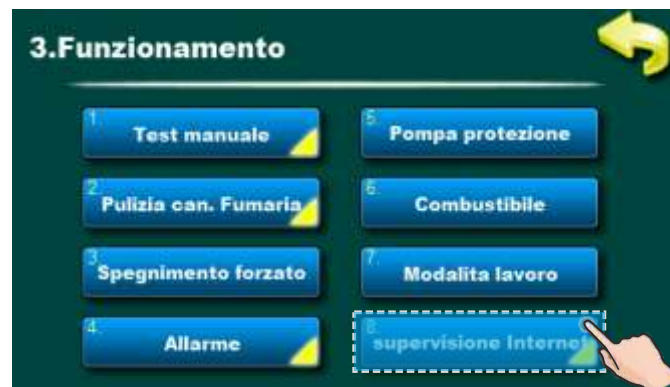 3.Funzionamento
1. Test manuale
2. Pulizia can. Fumaria
3. Spegnimento forzato
4. Allarme
5. Pompa protezione
6. Combustibile
7. Modalita lavoro
8. supervisione Internet